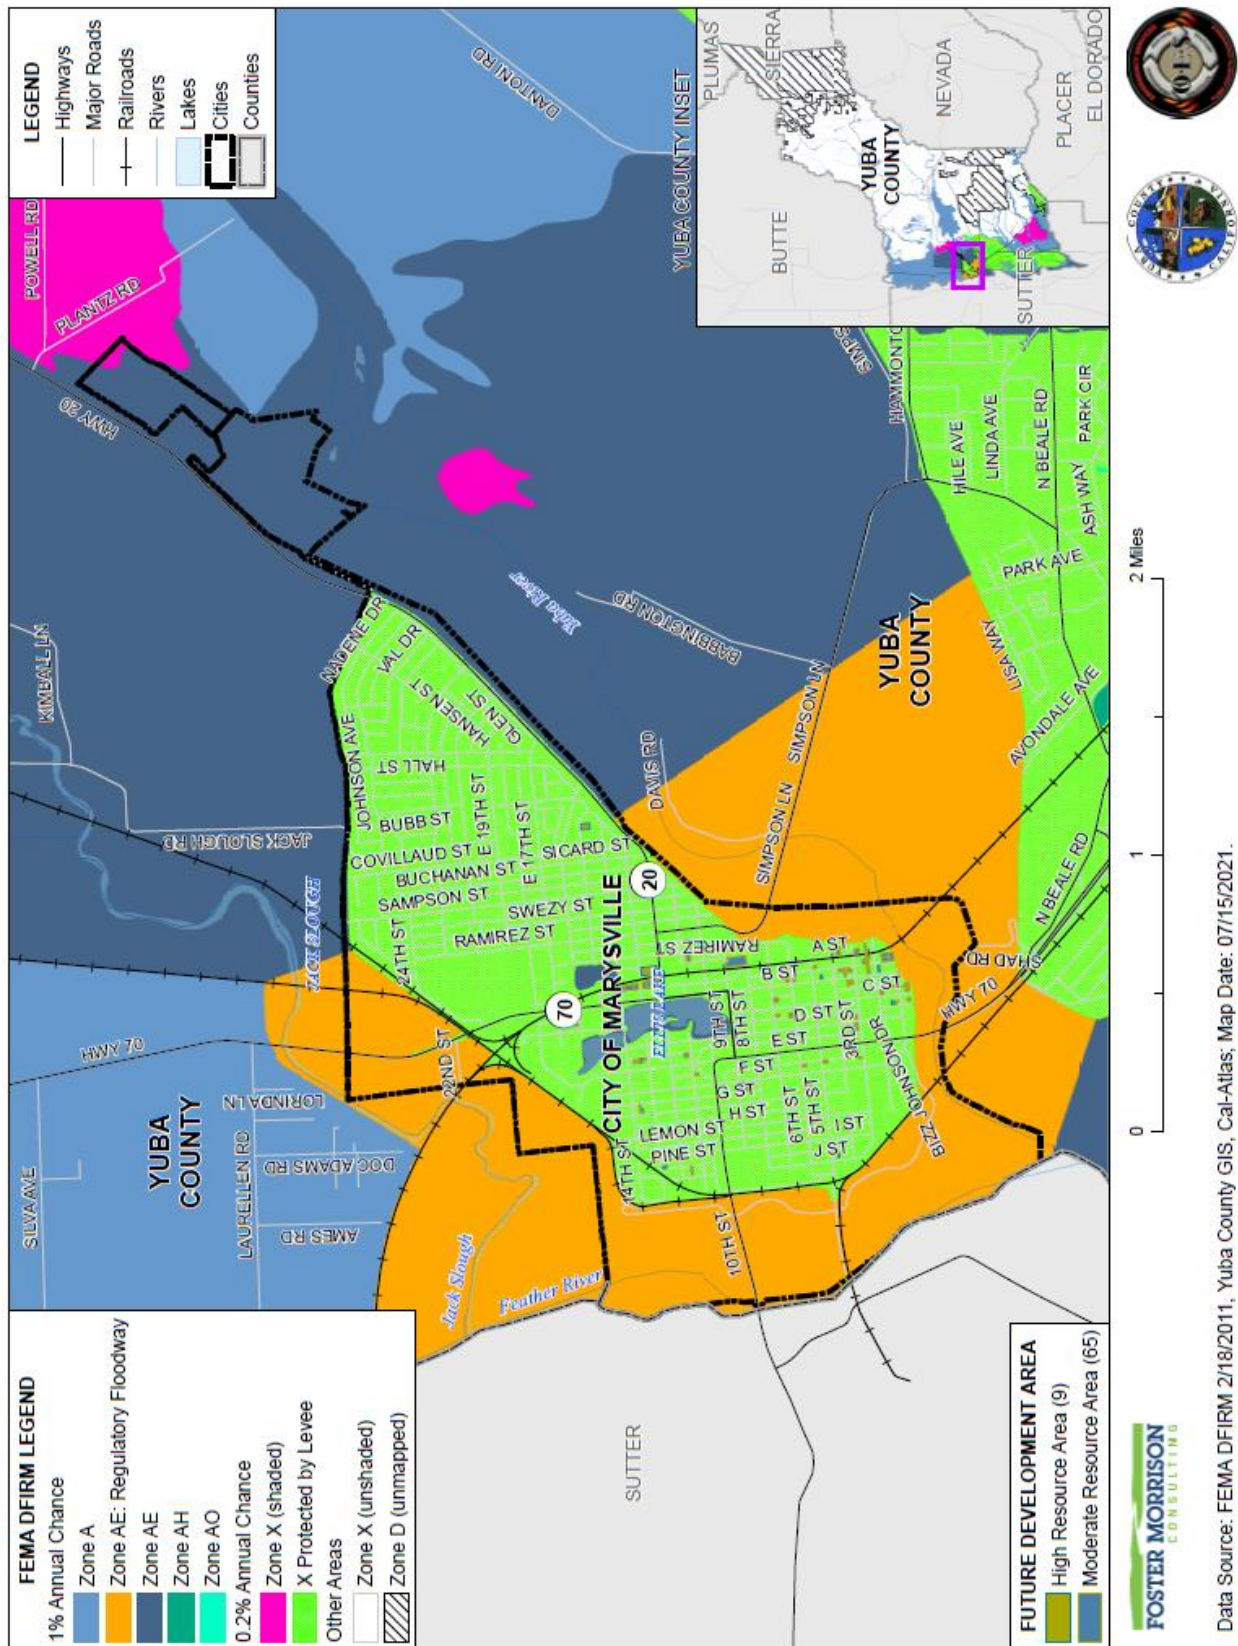 FEMA DFIRM LEGEND
1% Annual Chance
Zone A
Zone AE: Regulatory Floodway
Zone AE
Zone AH
Zone AO
0.2% Annual Chance
Zone X (shaded)
X Protected by Levee
Other Areas
Zone X (unshaded)
Zone D (unmapped)
LEGEND
Highways
Major Roads
Railroads
Rivers
Lakes
Cities
Counties
SILVA AVE
HWY 70
KIMBALL LN
POWELL RD
PLANTZ RD
HWY 20
DANTONI RD
YUBA
COUNTY
LORINDA LN
LAURELLEN RD
DOC ADAMS RD
AMES RD
JACK SLOUGH
JACK SLOUGH RD
JOHNSON AVE
NADENE DR
VAL DR
HANSEN ST
GLEN ST
HALL ST
BUBB ST
COVILLAUD ST
E 19TH ST
BUCHANAN ST
E 17TH ST
SAMPSON ST
SICARD ST
24TH ST
SWEZY ST
RAMIREZ ST
22ND ST
Jack Slough
Feather River
70
20
CITY OF MARYSVILLE
ELLIS LAKE
Yuba River
BABBINGTON RD
DAVIS RD
SIMPSON LN
SIMPSON LN
14TH ST
LEMON ST
PINE ST
10TH ST
9TH ST
8TH ST
RAMIREZ ST
A ST
B ST
C ST
D ST
E ST
F ST
G ST
H ST
I ST
J ST
6TH ST
5TH ST
3RD ST
BIZZ JOHNSON DR
HWY 70
SHAD RD
N BEALE RD
YUBA
COUNTY
LISA WAY
AVONDALE AVE
PARK AVE
ASH WAY
HILE AVE
LINDA AVE
N BEALE RD
PARK CIR
HAMMONTO
SIMPS
SUTTER
YUBA COUNTY INSET
PLUMAS
SIERRA
BUTTE
YUBA
COUNTY
NEVADA
SUTTER
PLACER
EL DORADO
FUTURE DEVELOPMENT AREA
High Resource Area (9)
Moderate Resource Area (65)
FOSTER MORRISON
CONSULTING
0
1
2 Miles
YUBA COUNTY
CALIFORNIA
Data Source: FEMA DFIRM 2/18/2011, Yuba County GIS, Cal-Atlas; Map Date: 07/15/2021.